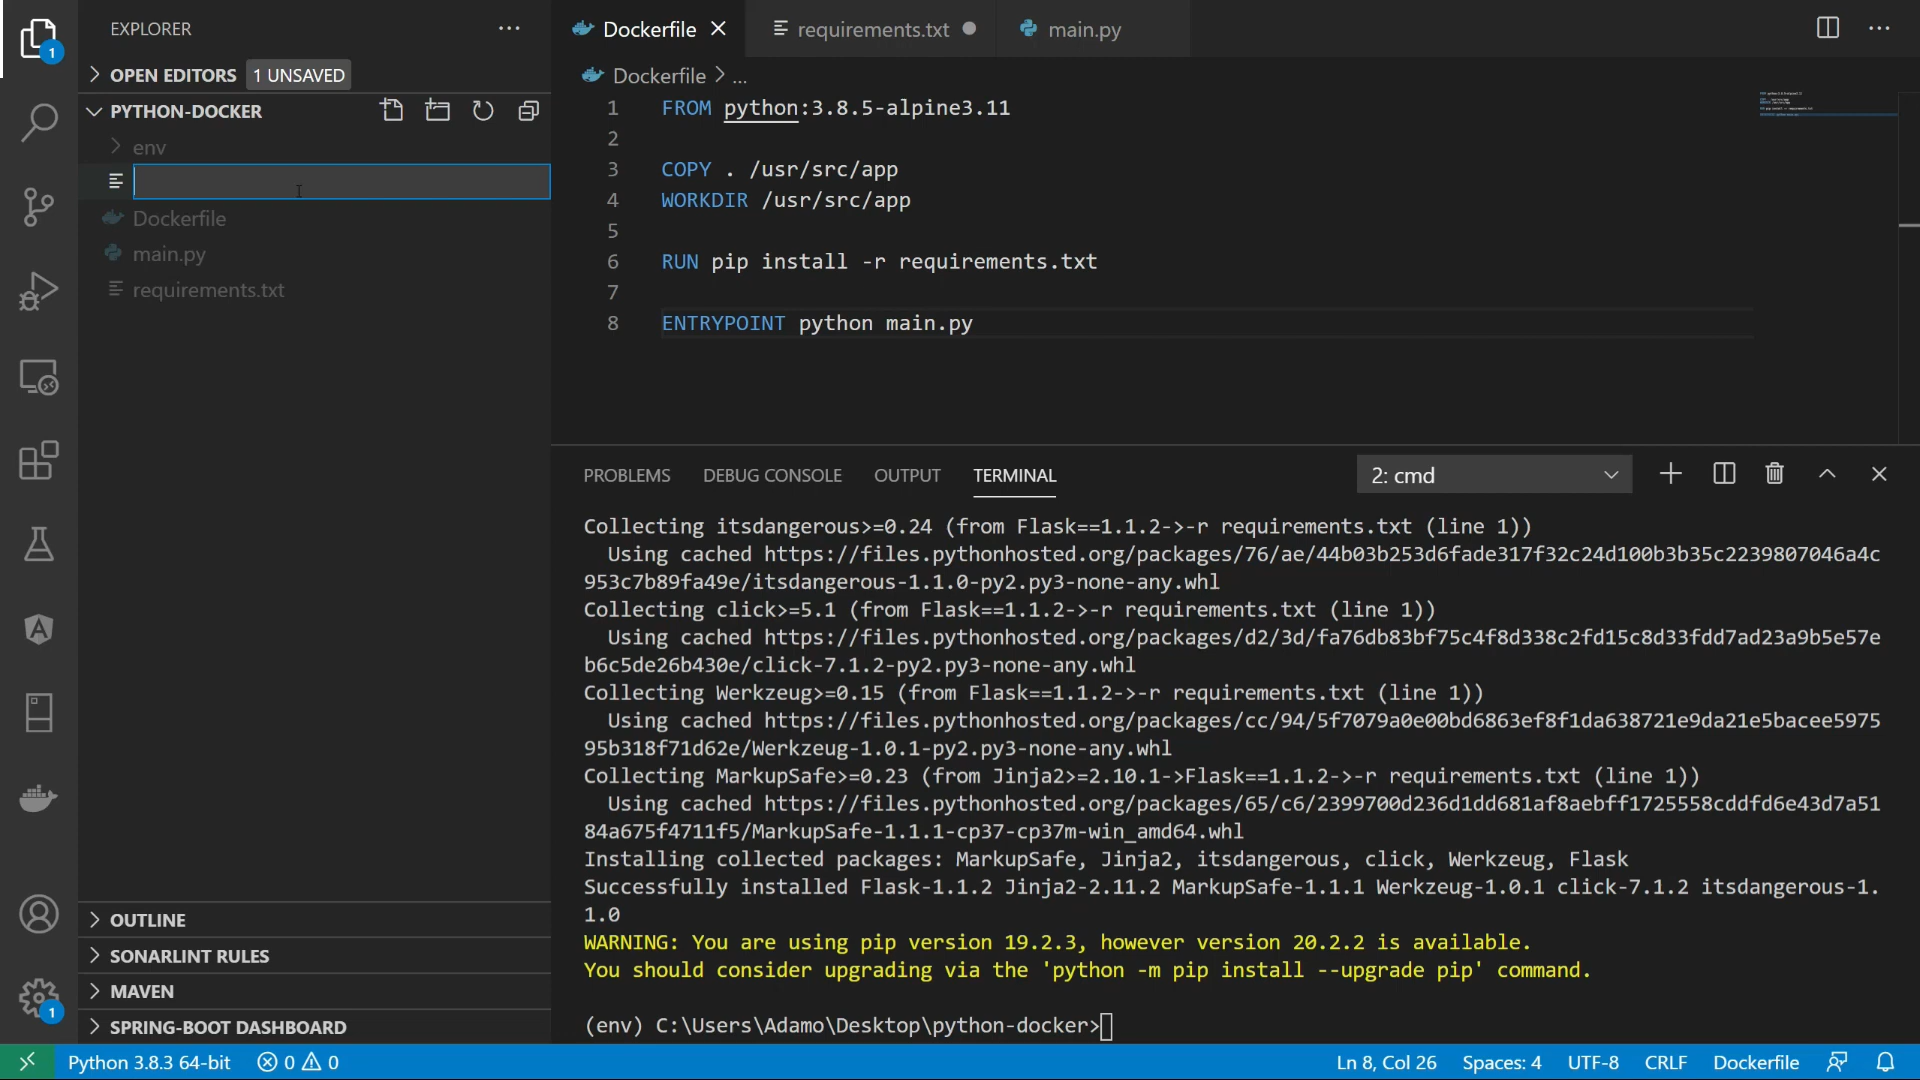 EXPLORER
OPEN EDITORS 1 UNSAVED
PYTHON-DOCKER
env
Dockerfile
main.py
requirements.txt
OUTLINE
SONARLINT RULES
MAVEN
SPRING-BOOT DASHBOARD
1
1
Dockerfile requirements.txt main.py
Dockerfile > ...
1 FROM python:3.8.5-alpine3.11
2
3 COPY . /usr/src/app
4 WORKDIR /usr/src/app
5
6 RUN pip install -r requirements.txt
7
8 ENTRYPOINT python main.py
PROBLEMS DEBUG CONSOLE OUTPUT TERMINAL 2: cmd
Collecting itsdangerous>=0.24 (from Flask==1.1.2->-r requirements.txt (line 1))
Using cached https://files.pythonhosted.org/packages/76/ae/44b03b253d6fade317f32c24d100b3b35c2239807046a4c
953c7b89fa49e/itsdangerous-1.1.0-py2.py3-none-any.whl
Collecting click>=5.1 (from Flask==1.1.2->-r requirements.txt (line 1))
Using cached https://files.pythonhosted.org/packages/d2/3d/fa76db83bf75c4f8d338c2fd15c8d33fdd7ad23a9b5e57e
b6c5de26b430e/click-7.1.2-py2.py3-none-any.whl
Collecting Werkzeug>=0.15 (from Flask==1.1.2->-r requirements.txt (line 1))
Using cached https://files.pythonhosted.org/packages/cc/94/5f7079a0e00bd6863ef8f1da638721e9da21e5bacee5975
95b318f71d62e/Werkzeug-1.0.1-py2.py3-none-any.whl
Collecting MarkupSafe>=0.23 (from Jinja2>=2.10.1->Flask==1.1.2->-r requirements.txt (line 1))
Using cached https://files.pythonhosted.org/packages/65/c6/2399700d236d1dd681af8aebff1725558cddfd6e43d7a51
84a675f4711f5/MarkupSafe-1.1.1-cp37-cp37m-win_amd64.whl
Installing collected packages: MarkupSafe, Jinja2, itsdangerous, click, Werkzeug, Flask
Successfully installed Flask-1.1.2 Jinja2-2.11.2 MarkupSafe-1.1.1 Werkzeug-1.0.1 click-7.1.2 itsdangerous-1.
1.0
WARNING: You are using pip version 19.2.3, however version 20.2.2 is available.
You should consider upgrading via the 'python -m pip install --upgrade pip' command.
(env) C:\Users\Adamo\Desktop\python-docker>
Python 3.8.3 64-bit 0 0 Ln 8, Col 26 Spaces: 4 UTF-8 CRLF Dockerfile